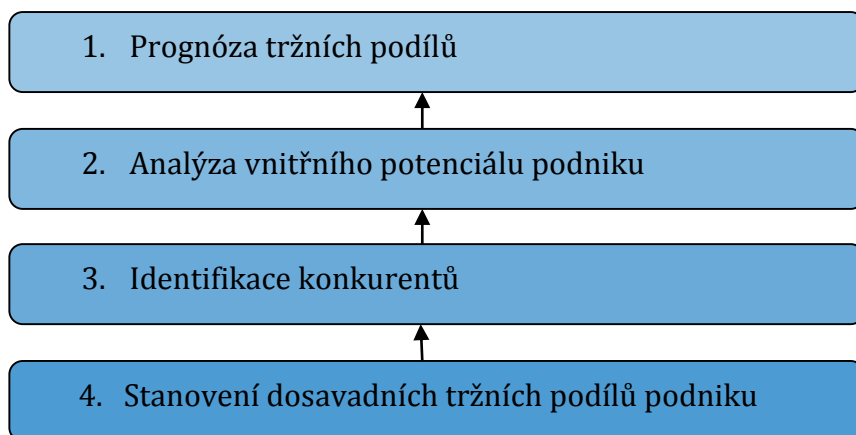 1. Prognóza tržních podílů
2. Analýza vnitřního potenciálu podniku
3. Identifikace konkurentů
4. Stanovení dosavadních tržních podílů podniku